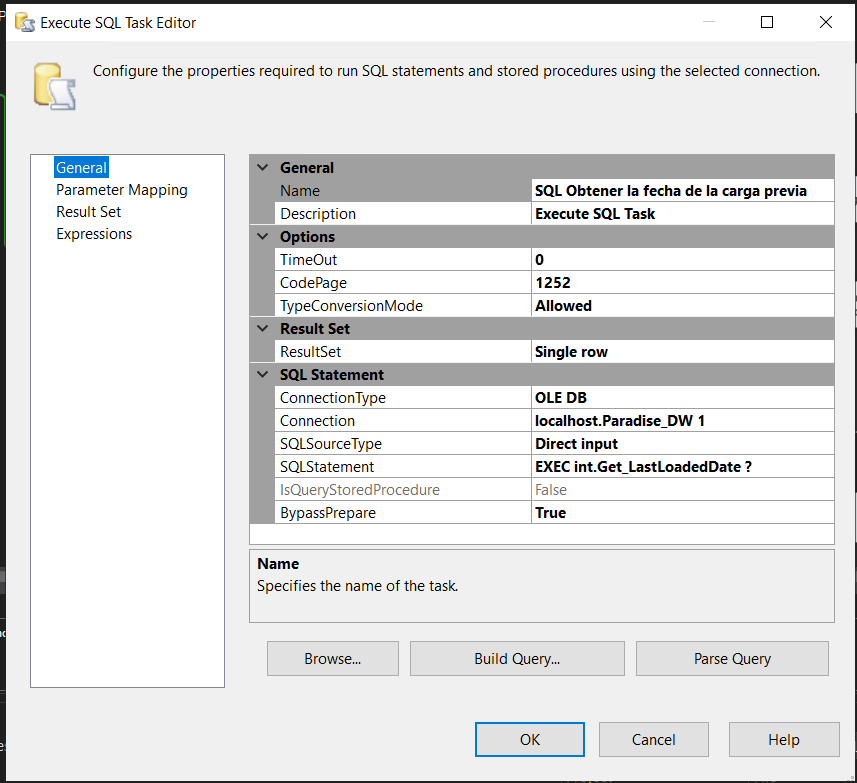 Execute SQL Task Editor
Configure the properties required to run SQL statements and stored procedures using the selected connection.
General
Parameter Mapping
Result Set
Expressions
General
Name SQL Obtener la fecha de la carga previa
Description Execute SQL Task
Options
TimeOut 0
CodePage 1252
TypeConversionMode Allowed
Result Set
ResultSet Single row
SQL Statement
ConnectionType OLE DB
Connection localhost.Paradise_DW 1
SQLSourceType Direct input
SQLStatement EXEC int.Get_LastLoadedDate ?
IsQueryStoredProcedure False
BypassPrepare True
Name
Specifies the name of the task.
Browse... Build Query... Parse Query
OK Cancel Help